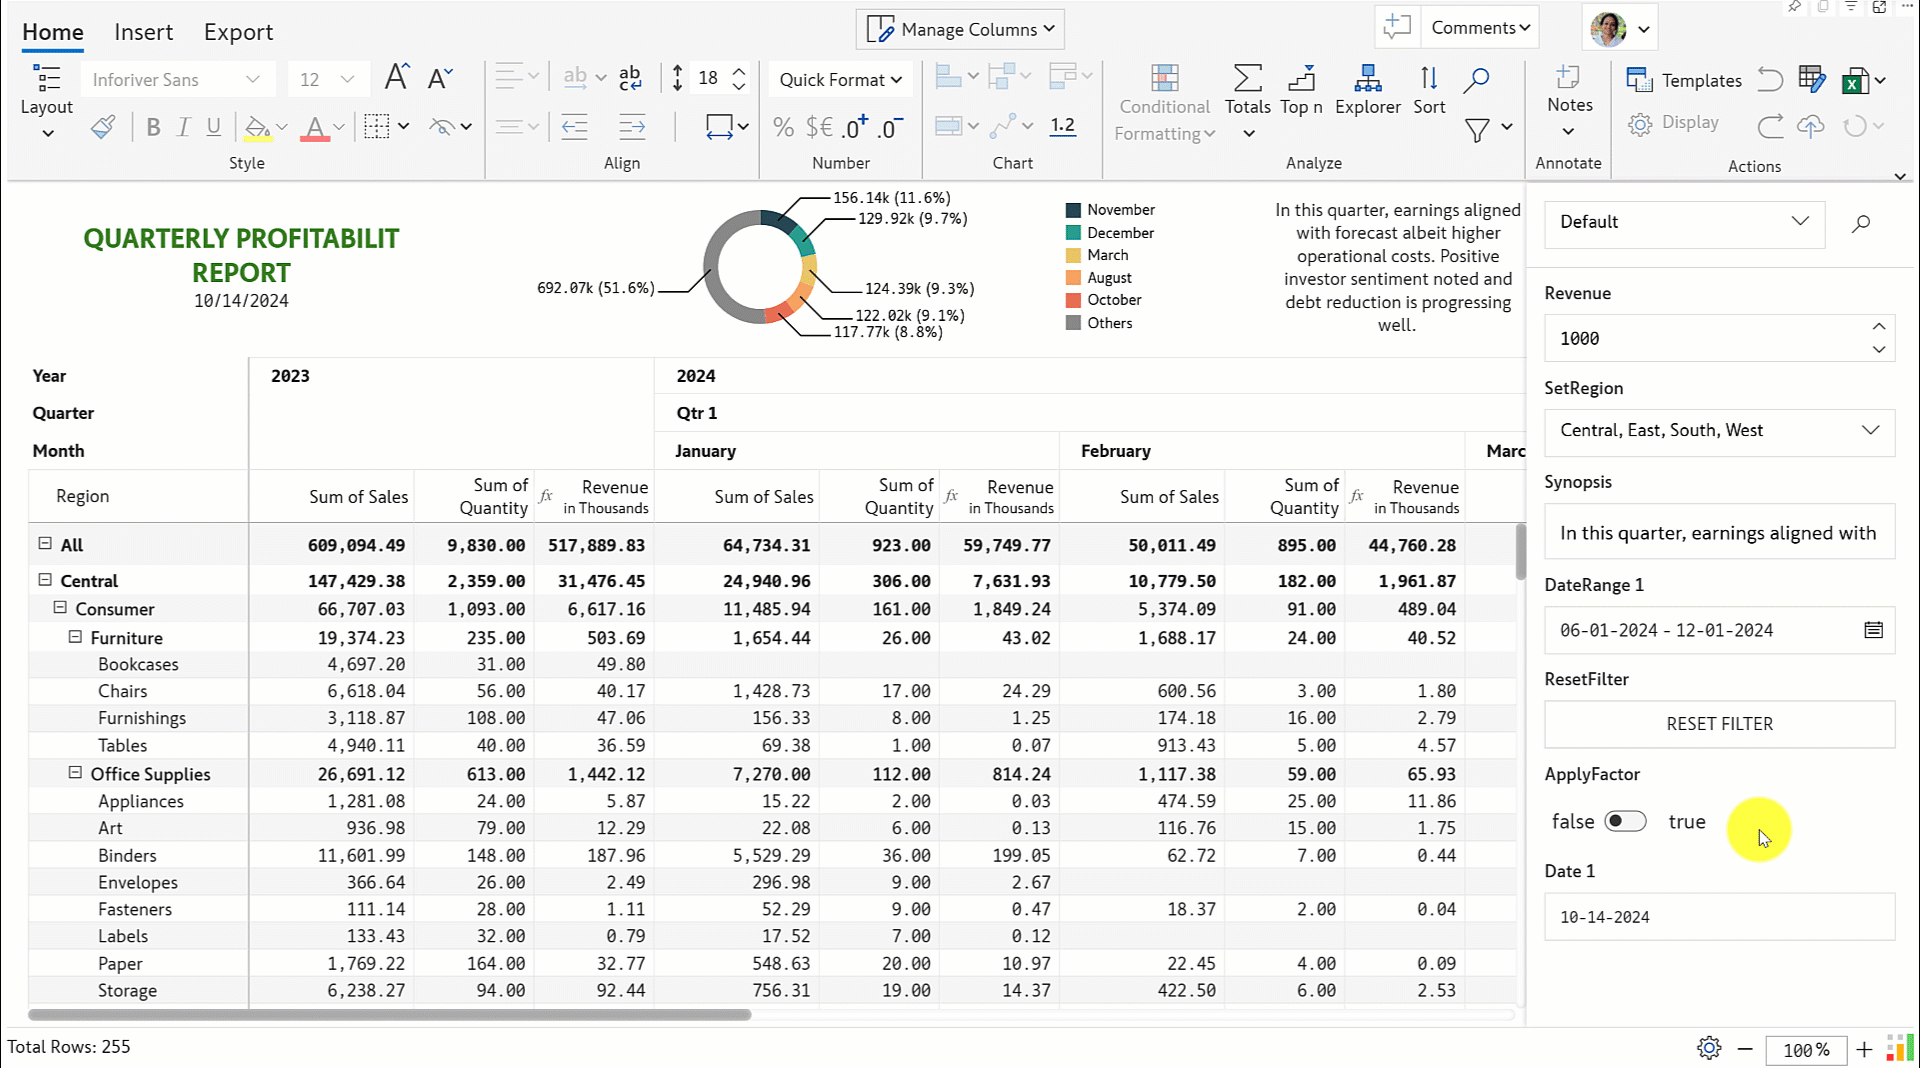 Home Insert Export Manage Columns Comments
Inforiver Sans 12 A A ab ab 18 Quick Format
Layout B I U A % $€ .0 .0 1.2
Conditional Formatting Totals Top n Explorer Sort Notes Templates Display
Style Align Number Chart Analyze Annotate Actions
QUARTERLY PROFITABILIT
REPORT
10/14/2024
156.14k (11.6%)
129.92k (9.7%)
124.39k (9.3%)
122.02k (9.1%)
117.77k (8.8%)
692.07k (51.6%)
November
December
March
August
October
Others
In this quarter, earnings aligned
with forecast albeit higher
operational costs. Positive
investor sentiment noted and
debt reduction is progressing
well.
Year 2023 2024
Quarter Qtr 1
Month January February Marc
Region Sum of Sales Sum of Quantity fx Revenue in Thousands Sum of Sales Sum of Quantity fx Revenue in Thousands Sum of Sales Sum of Quantity fx Revenue in Thousands
All 609,094.49 9,830.00 517,889.83 64,734.31 923.00 59,749.77 50,011.49 895.00 44,760.28
Central 147,429.38 2,359.00 31,476.45 24,940.96 306.00 7,631.93 10,779.50 182.00 1,961.87
Consumer 66,707.03 1,093.00 6,617.16 11,485.94 161.00 1,849.24 5,374.09 91.00 489.04
Furniture 19,374.23 235.00 503.69 1,654.44 26.00 43.02 1,688.17 24.00 40.52
Bookcases 4,697.20 31.00 49.80
Chairs 6,618.04 56.00 40.17 1,428.73 17.00 24.29 600.56 3.00 1.80
Furnishings 3,118.87 108.00 47.06 156.33 8.00 1.25 174.18 16.00 2.79
Tables 4,940.11 40.00 36.59 69.38 1.00 0.07 913.43 5.00 4.57
Office Supplies 26,691.12 613.00 1,442.12 7,270.00 112.00 814.24 1,117.38 59.00 65.93
Appliances 1,281.08 24.00 5.87 15.22 2.00 0.03 474.59 25.00 11.86
Art 936.98 79.00 12.29 22.08 6.00 0.13 116.76 15.00 1.75
Binders 11,601.99 148.00 187.96 5,529.29 36.00 199.05 62.72 7.00 0.44
Envelopes 366.64 26.00 2.49 296.98 9.00 2.67
Fasteners 111.14 28.00 1.11 52.29 9.00 0.47 18.37 2.00 0.04
Labels 133.43 32.00 0.79 17.52 7.00 0.12
Paper 1,769.22 164.00 32.77 548.63 20.00 10.97 22.45 4.00 0.09
Storage 6,238.27 94.00 92.44 756.31 19.00 14.37 422.50 6.00 2.53
Default
Revenue
1000
SetRegion
Central, East, South, West
Synopsis
In this quarter, earnings aligned with
DateRange 1
06-01-2024 - 12-01-2024
ResetFilter
RESET FILTER
ApplyFactor
false true
Date 1
10-14-2024
Total Rows: 255
100%